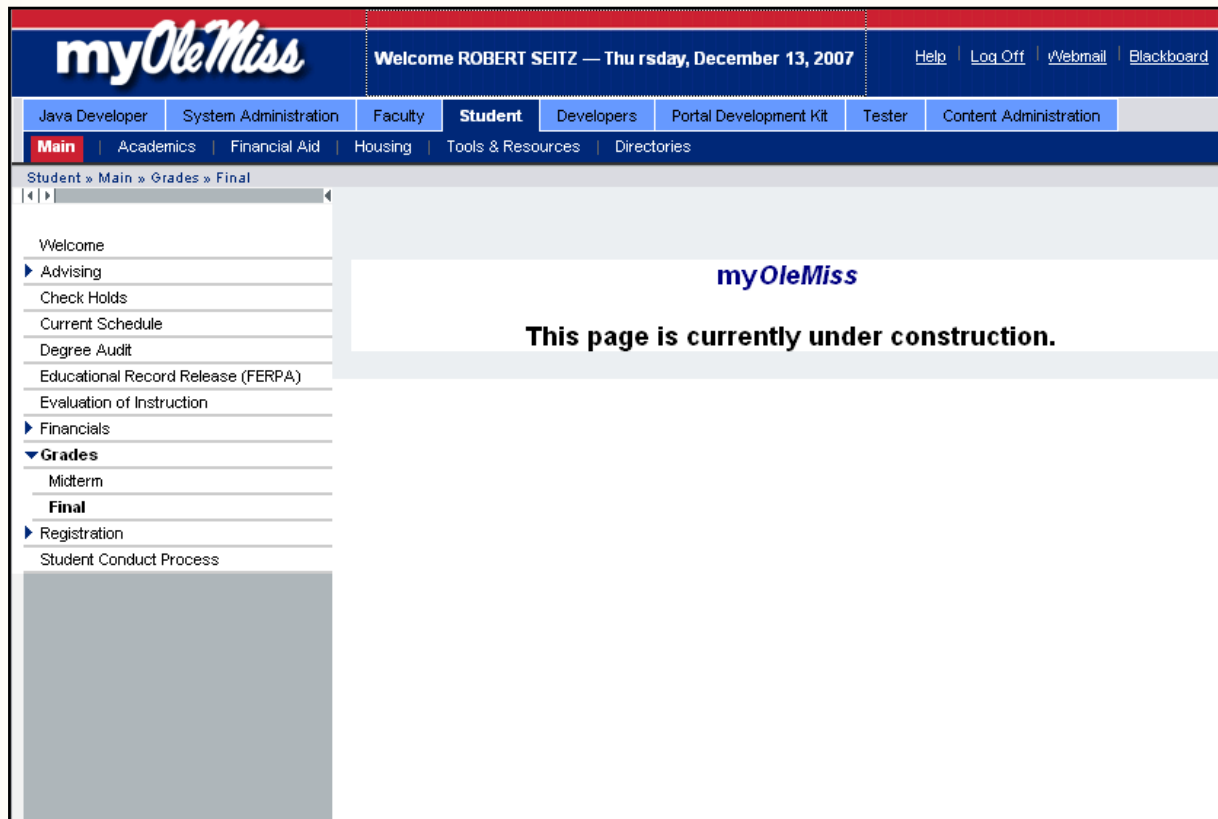 myOleMiss
Welcome ROBERT SEITZ — Thu rsday, December 13, 2007
Help Log Off Webmail Blackboard
Java Developer System Administration Faculty Student Developers Portal Development Kit Tester Content Administration
Main | Academics | Financial Aid | Housing | Tools & Resources | Directories
Student » Main » Grades » Final
Welcome
Advising
Check Holds
Current Schedule
Degree Audit
Educational Record Release (FERPA)
Evaluation of Instruction
Financials
Grades
Midterm
Final
Registration
Student Conduct Process
myOleMiss
This page is currently under construction.